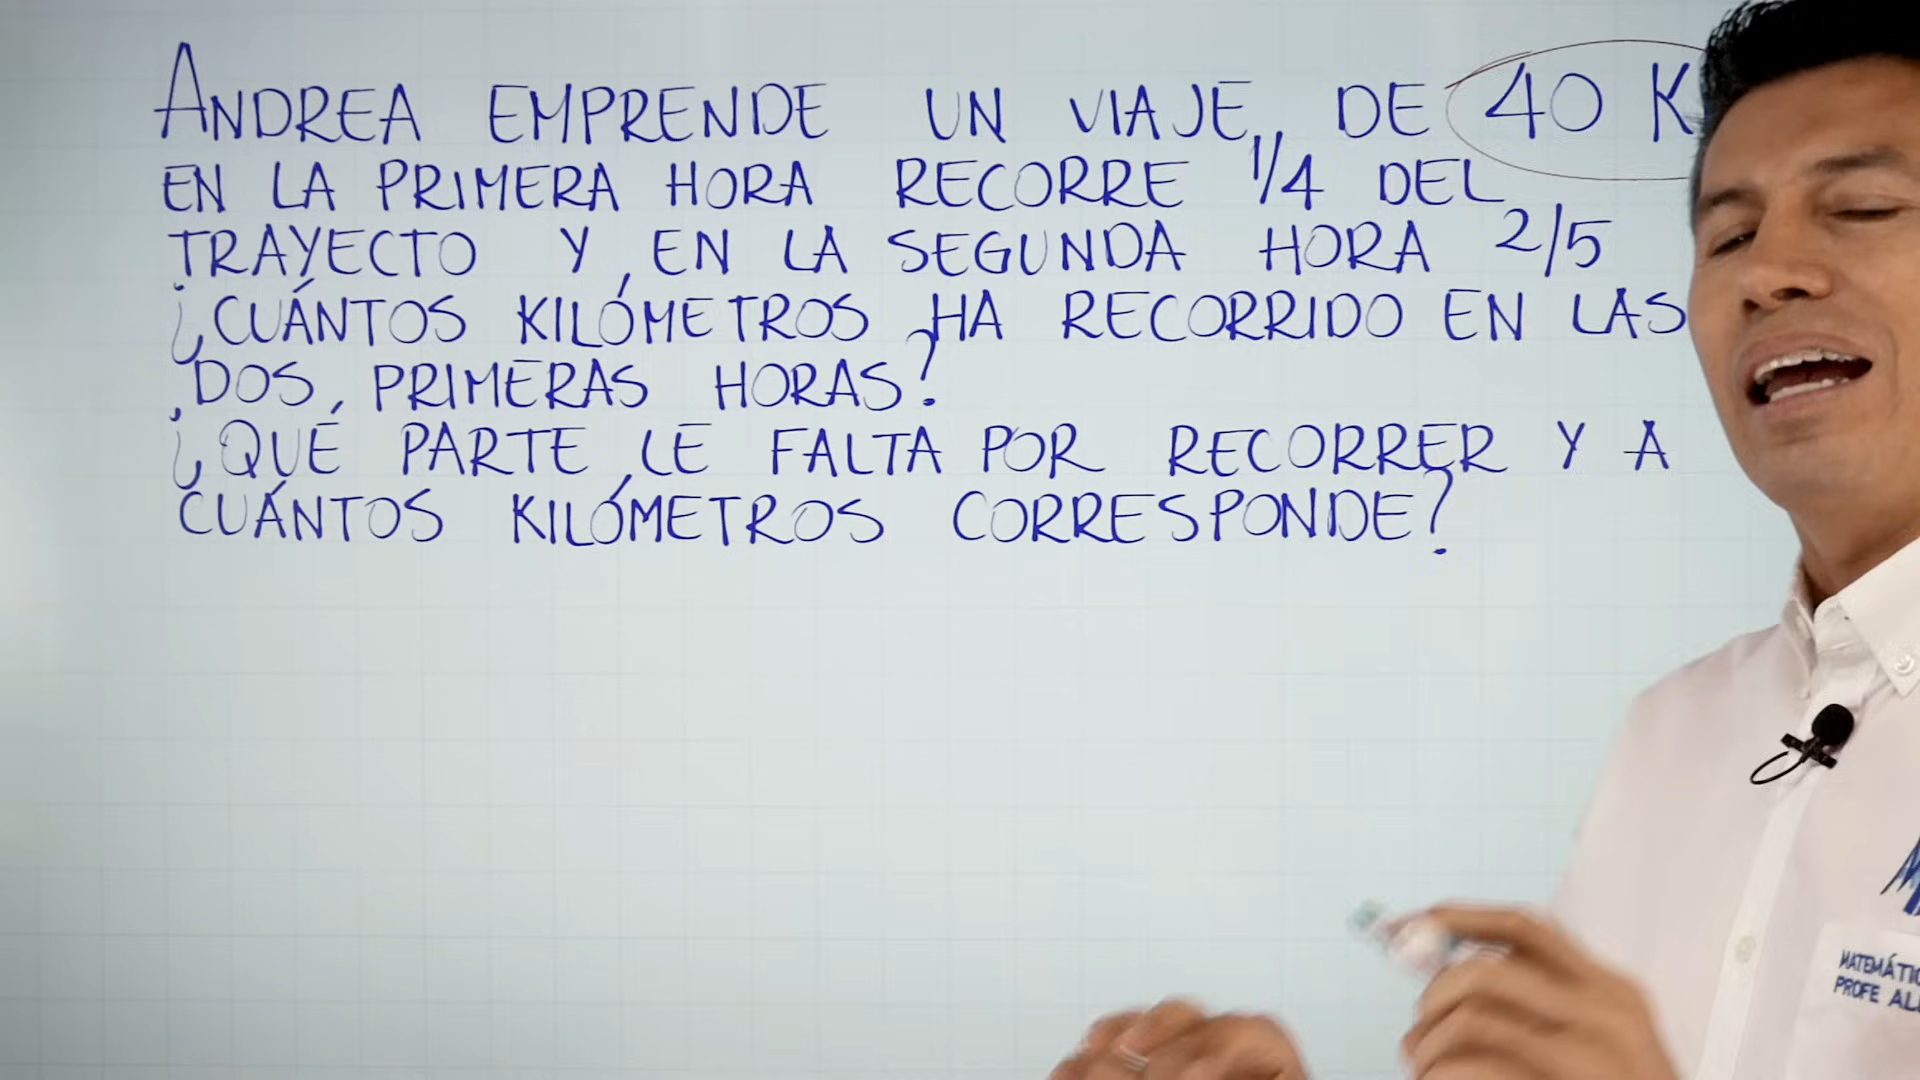 ANDREA EMPRENDE UN VIAJE DE 40 K
EN LA PRIMERA HORA RECORRE 1/4 DEL
TRAYECTO Y EN LA SEGUNDA HORA 2/5
¿CUÁNTOS KILÓMETROS HA RECORRIDO EN LAS
DOS PRIMERAS HORAS?
¿QUÉ PARTE LE FALTA POR RECORRER Y A
CUÁNTOS KILÓMETROS CORRESPONDE?
PROFE